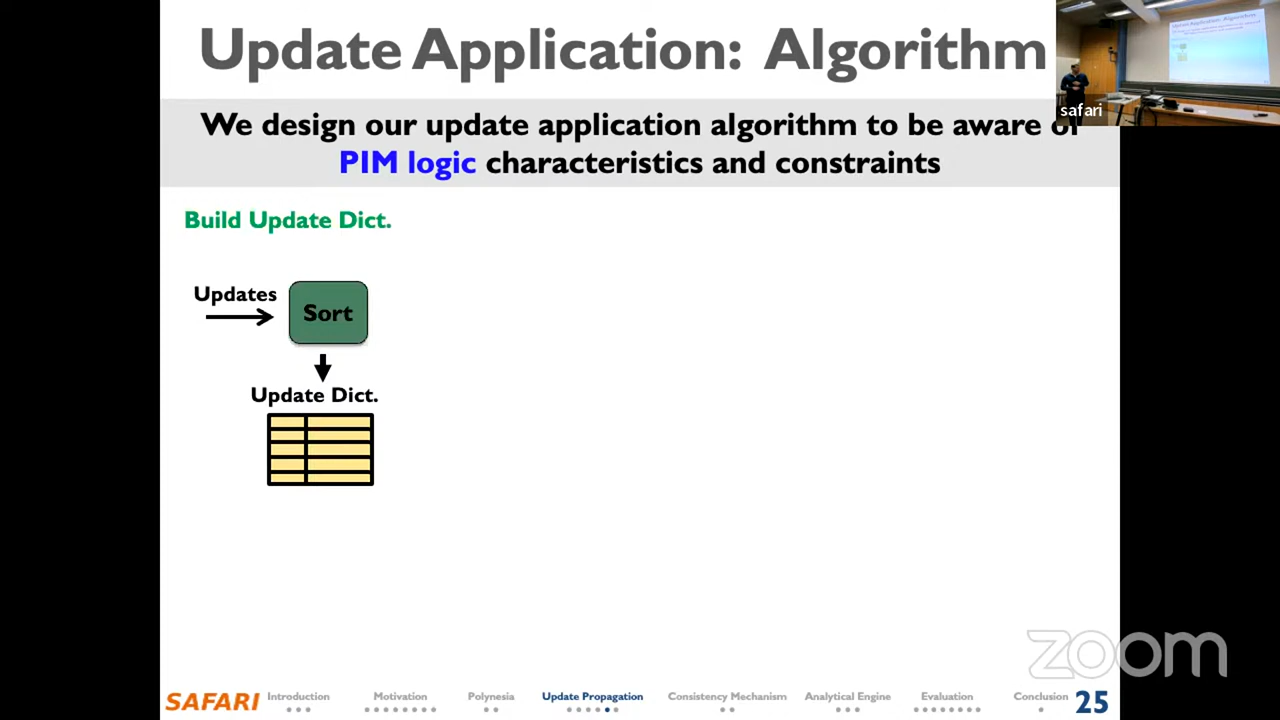 Update Application: Algorithm
We design our update application algorithm to be aware of
PIM logic characteristics and constraints
Build Update Dict.
Updates
Sort
Update Dict.
safari
zoom
SAFARI
Introduction
Motivation
Polynesia
Update Propagation
Consistency Mechanism
Analytical Engine
Evaluation
Conclusion
25